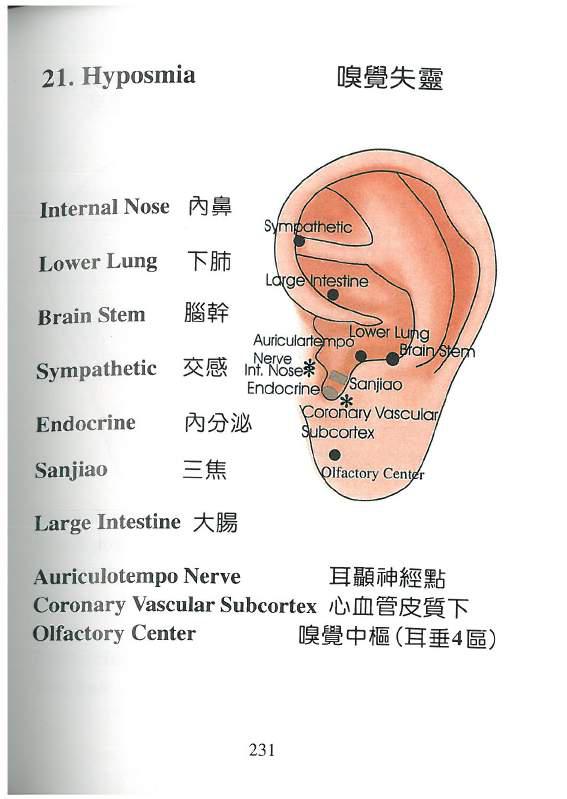 21. Hyposmia 嗅覺失靈
Internal Nose 內鼻
Lower Lung 下肺
Brain Stem 腦幹
Sympathetic 交感
Endocrine 內分泌
Sanjiao 三焦
Large Intestine 大腸
Sympathetic
Large Intestine
Auriculartempo
Nerve
Lower Lung
Brain Stem
Int. Nose
Endocrine
Sanjiao
Coronary Vascular
Subcortex
Olfactory Center
Auriculotempo Nerve 耳顳神經點
Coronary Vascular Subcortex 心血管皮質下
Olfactory Center 嗅覺中樞(耳垂4區)
231